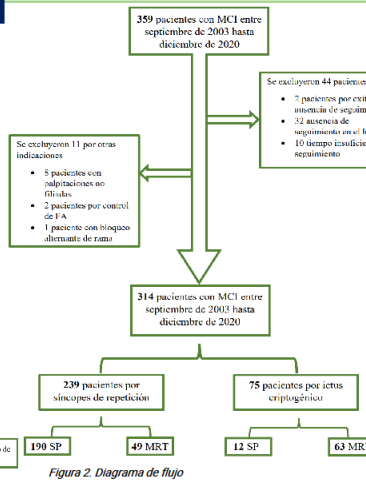 359 pacientes con MCI entre
septiembre de 2003 hasta
diciembre de 2020
Se excluyeron 44 pacientes
2 pacientes por
ausencia de
32 ausencia de
seguimiento en el
10 tiempo
seguimiento
Se excluyeron 11 por otras
indicaciones
8 pacientes con
palpitaciones no
filiadas
2 pacientes por control
de FA
1 paciente con bloqueo
alternante de rama
314 pacientes con MCI entre
septiembre de 2003 hasta
diciembre de 2020
239 pacientes por
síncopes de repetición
75 pacientes por ictus
criptogénico
de
190 SP
49 MRT
12 SP
63 MRT
Figura 2. Diagrama de flujo